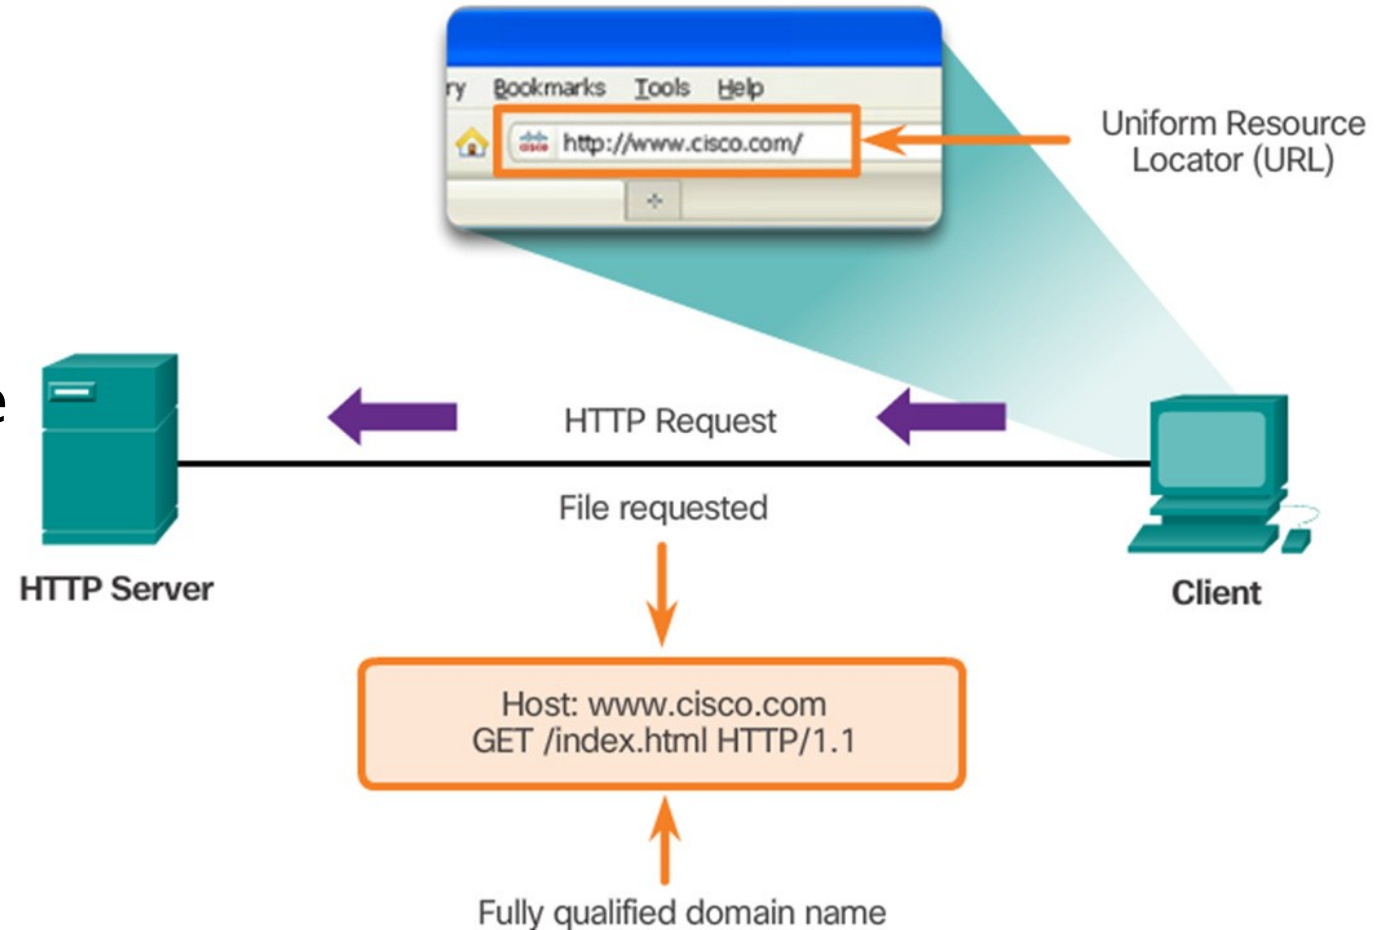 ry Bookmarks Tools Help
cisco http://www.cisco.com/
Uniform Resource
Locator (URL)
e
HTTP Request
File requested
HTTP Server
Client
Host: www.cisco.com
GET /index.html HTTP/1.1
Fully qualified domain name